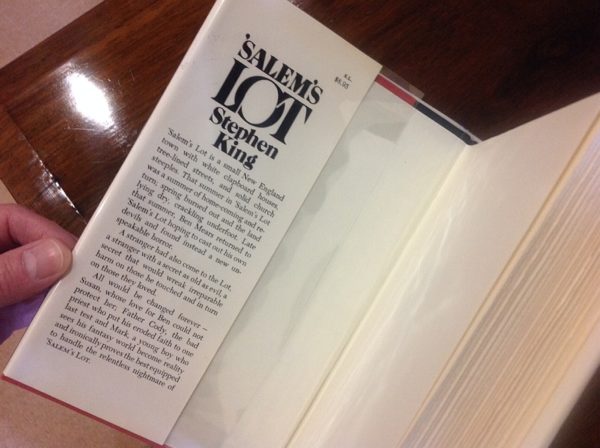 'SALEM'S
LOT
Stephen
King
$8.95
'Salem's Lot is a small New England
town with white clapboard houses,
tree-lined streets, and solid church
steeples. That summer in 'Salem's Lot
was a summer of homecoming and re-
turn; spring burned out and the land
lying dry, crackling underfoot. Late
that summer, Ben Mears returned to
'Salem's Lot hoping to cast out his own
devils and found instead a new un-
speakable horror.
A stranger had also come to the Lot,
a stranger with a secret as old as evil, a
secret that would wreak irreparable
harm on those he touched and in turn
on those they loved.
All would be changed forever—
Susan, whose love for Ben could not
protect her; Father Cody, the bad
priest who put his eroded faith to one
last test; and Mark, a young boy who
sees his fantasy world become reality
and ironically proves the best equipped
to handle the relentless nightmare of
'SALEM'S LOT.